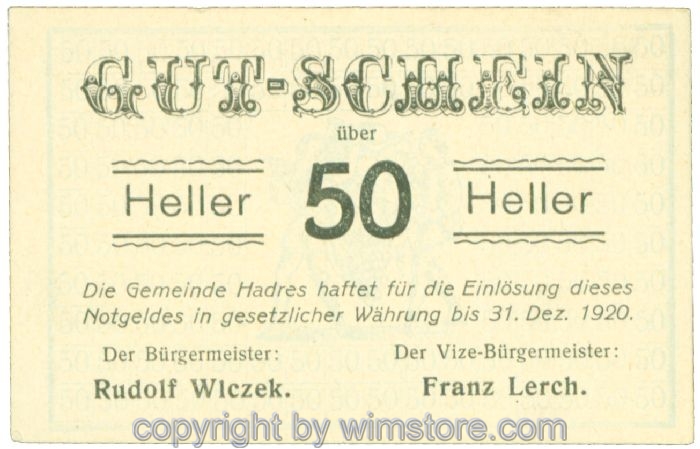 GUT-SCHEIN
über
Heller 50 Heller
Die Gemeinde Hadres haftet für die Einlösung dieses
Notgeldes in gesetzlicher Währung bis 31. Dez. 1920.
Der Bürgermeister: Der Vize-Bürgermeister:
Rudolf Wiczek. Franz Lerch.
copyright by wimstore.com